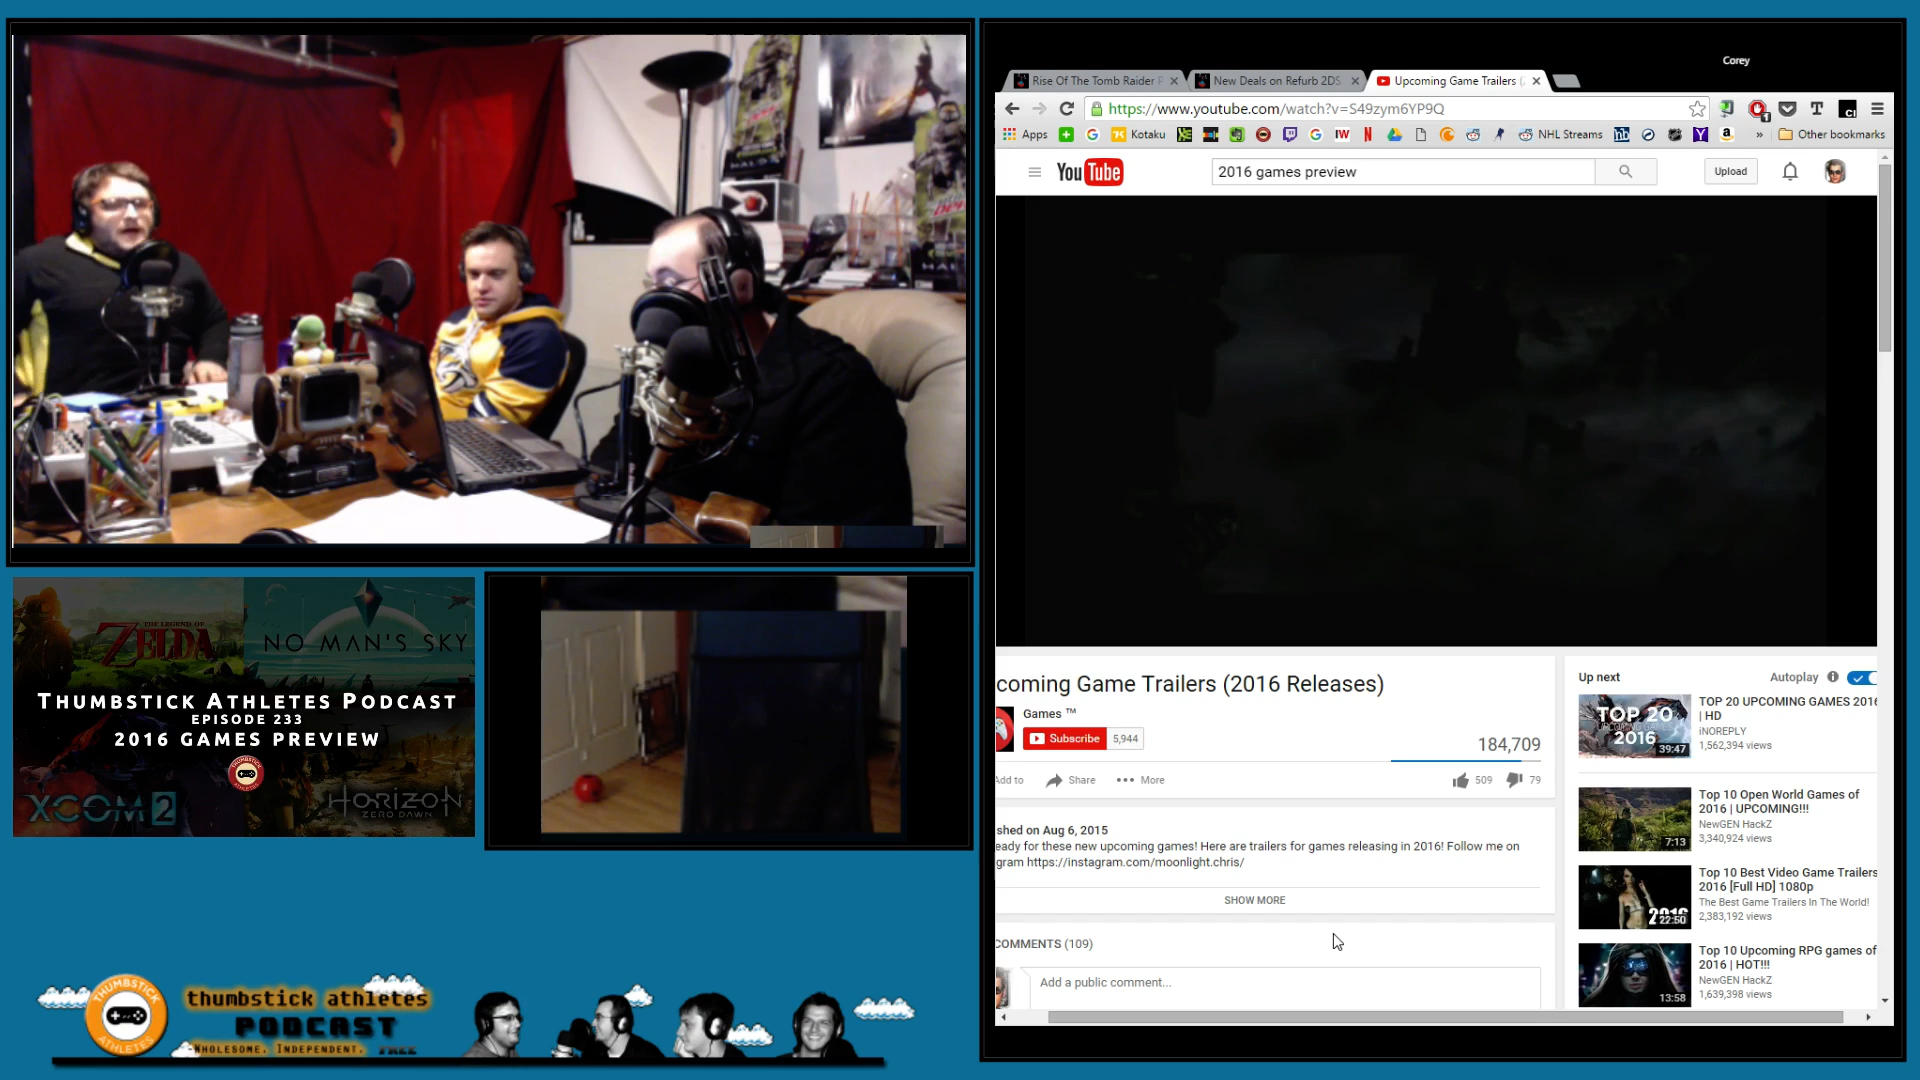 Corey
Rise Of The Tomb Raider P
New Deals on Refurb 2DS
Upcoming Game Trailers (
https://www.youtube.com/watch?v=S49zym6YP9Q
Apps
Kotaku
IW
NHL Streams
Other bookmarks
YouTube
2016 games preview
Upload
coming Game Trailers (2016 Releases)
Games ™
Subscribe 5,944
184,709
Add to
Share
More
509
79
shed on Aug 6, 2015
eady for these new upcoming games! Here are trailers for games releasing in 2016! Follow me on
gram https://instagram.com/moonlight.chris/
SHOW MORE
COMMENTS (109)
Add a public comment...
Up next
Autoplay
TOP 20
2016
39:47
TOP 20 UPCOMING GAMES 2016
| HD
iNOREPLY
1,562,394 views
7:13
Top 10 Open World Games of
2016 | UPCOMING!!!
NewGEN HackZ
3,340,924 views
2016
22:50
Top 10 Best Video Game Trailers
2016 [Full HD] 1080p
The Best Game Trailers In The World!
2,383,192 views
13:58
Top 10 Upcoming RPG games of
2016 | HOT!!!
NewGEN HackZ
1,639,398 views
THE LEGEND OF
ZELDA
NO MAN'S SKY
THUMBSTICK ATHLETES PODCAST
EPISODE 233
2016 GAMES PREVIEW
XCOM 2
HORIZON
ZERO DAWN
THUMBSTICK
ATHLETES
thumbstick athletes
PODCAST
WHOLESOME. INDEPENDENT. FREE